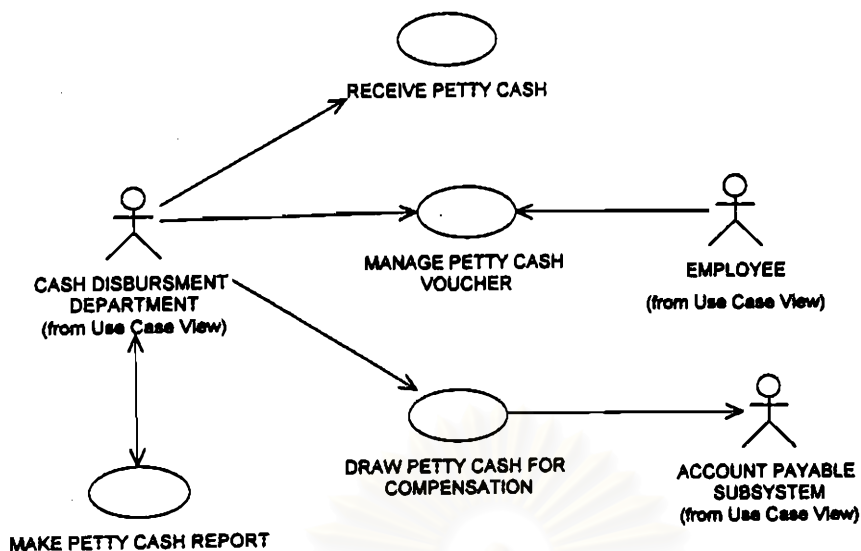 RECEIVE PETTY CASH
MANAGE PETTY CASH
VOUCHER
EMPLOYEE
(from Use Case View)
CASH DISBURSMENT
DEPARTMENT
(from Use Case View)
DRAW PETTY CASH FOR
COMPENSATION
ACCOUNT PAYABLE
SUBSYSTEM
(from Use Case View)
MAKE PETTY CASH REPORT